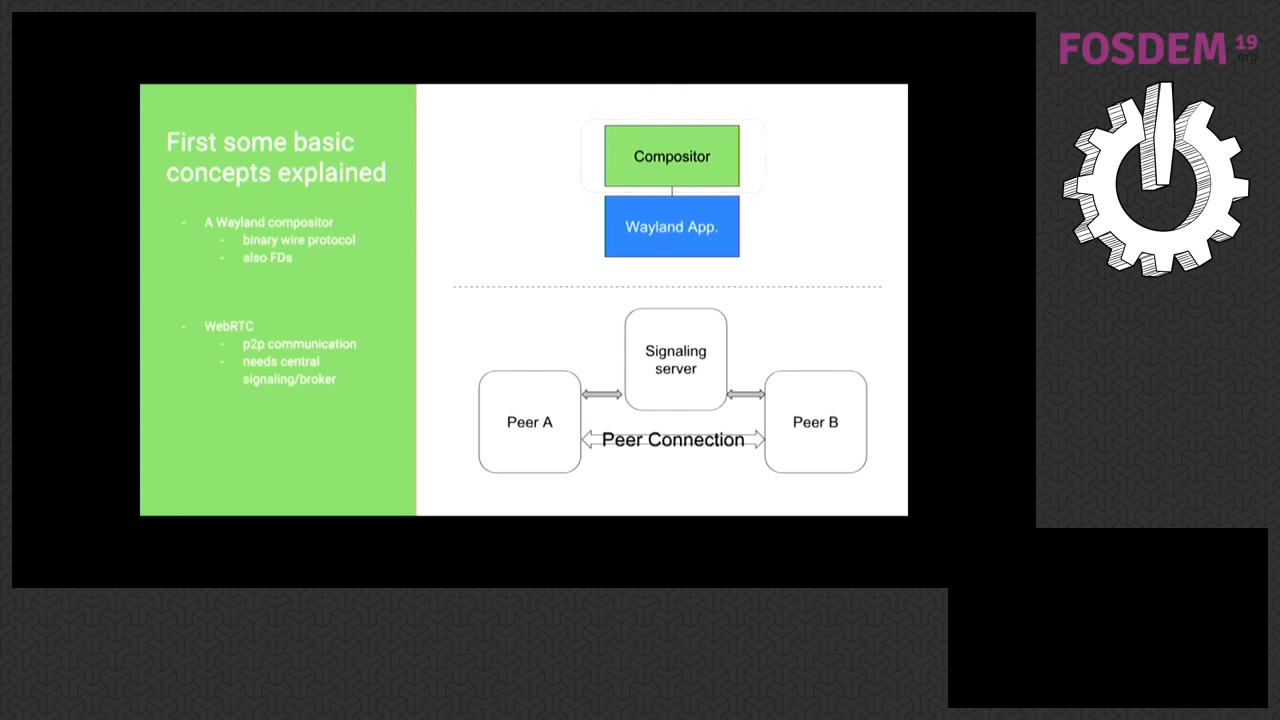 FOSDEM 19
.org
First some basic
concepts explained
- A Wayland compositor
- binary wire protocol
- also FDs
- WebRTC
- p2p communication
- needs central
signaling/broker
Compositor
Wayland App.
Signaling
server
Peer A
Peer B
Peer Connection